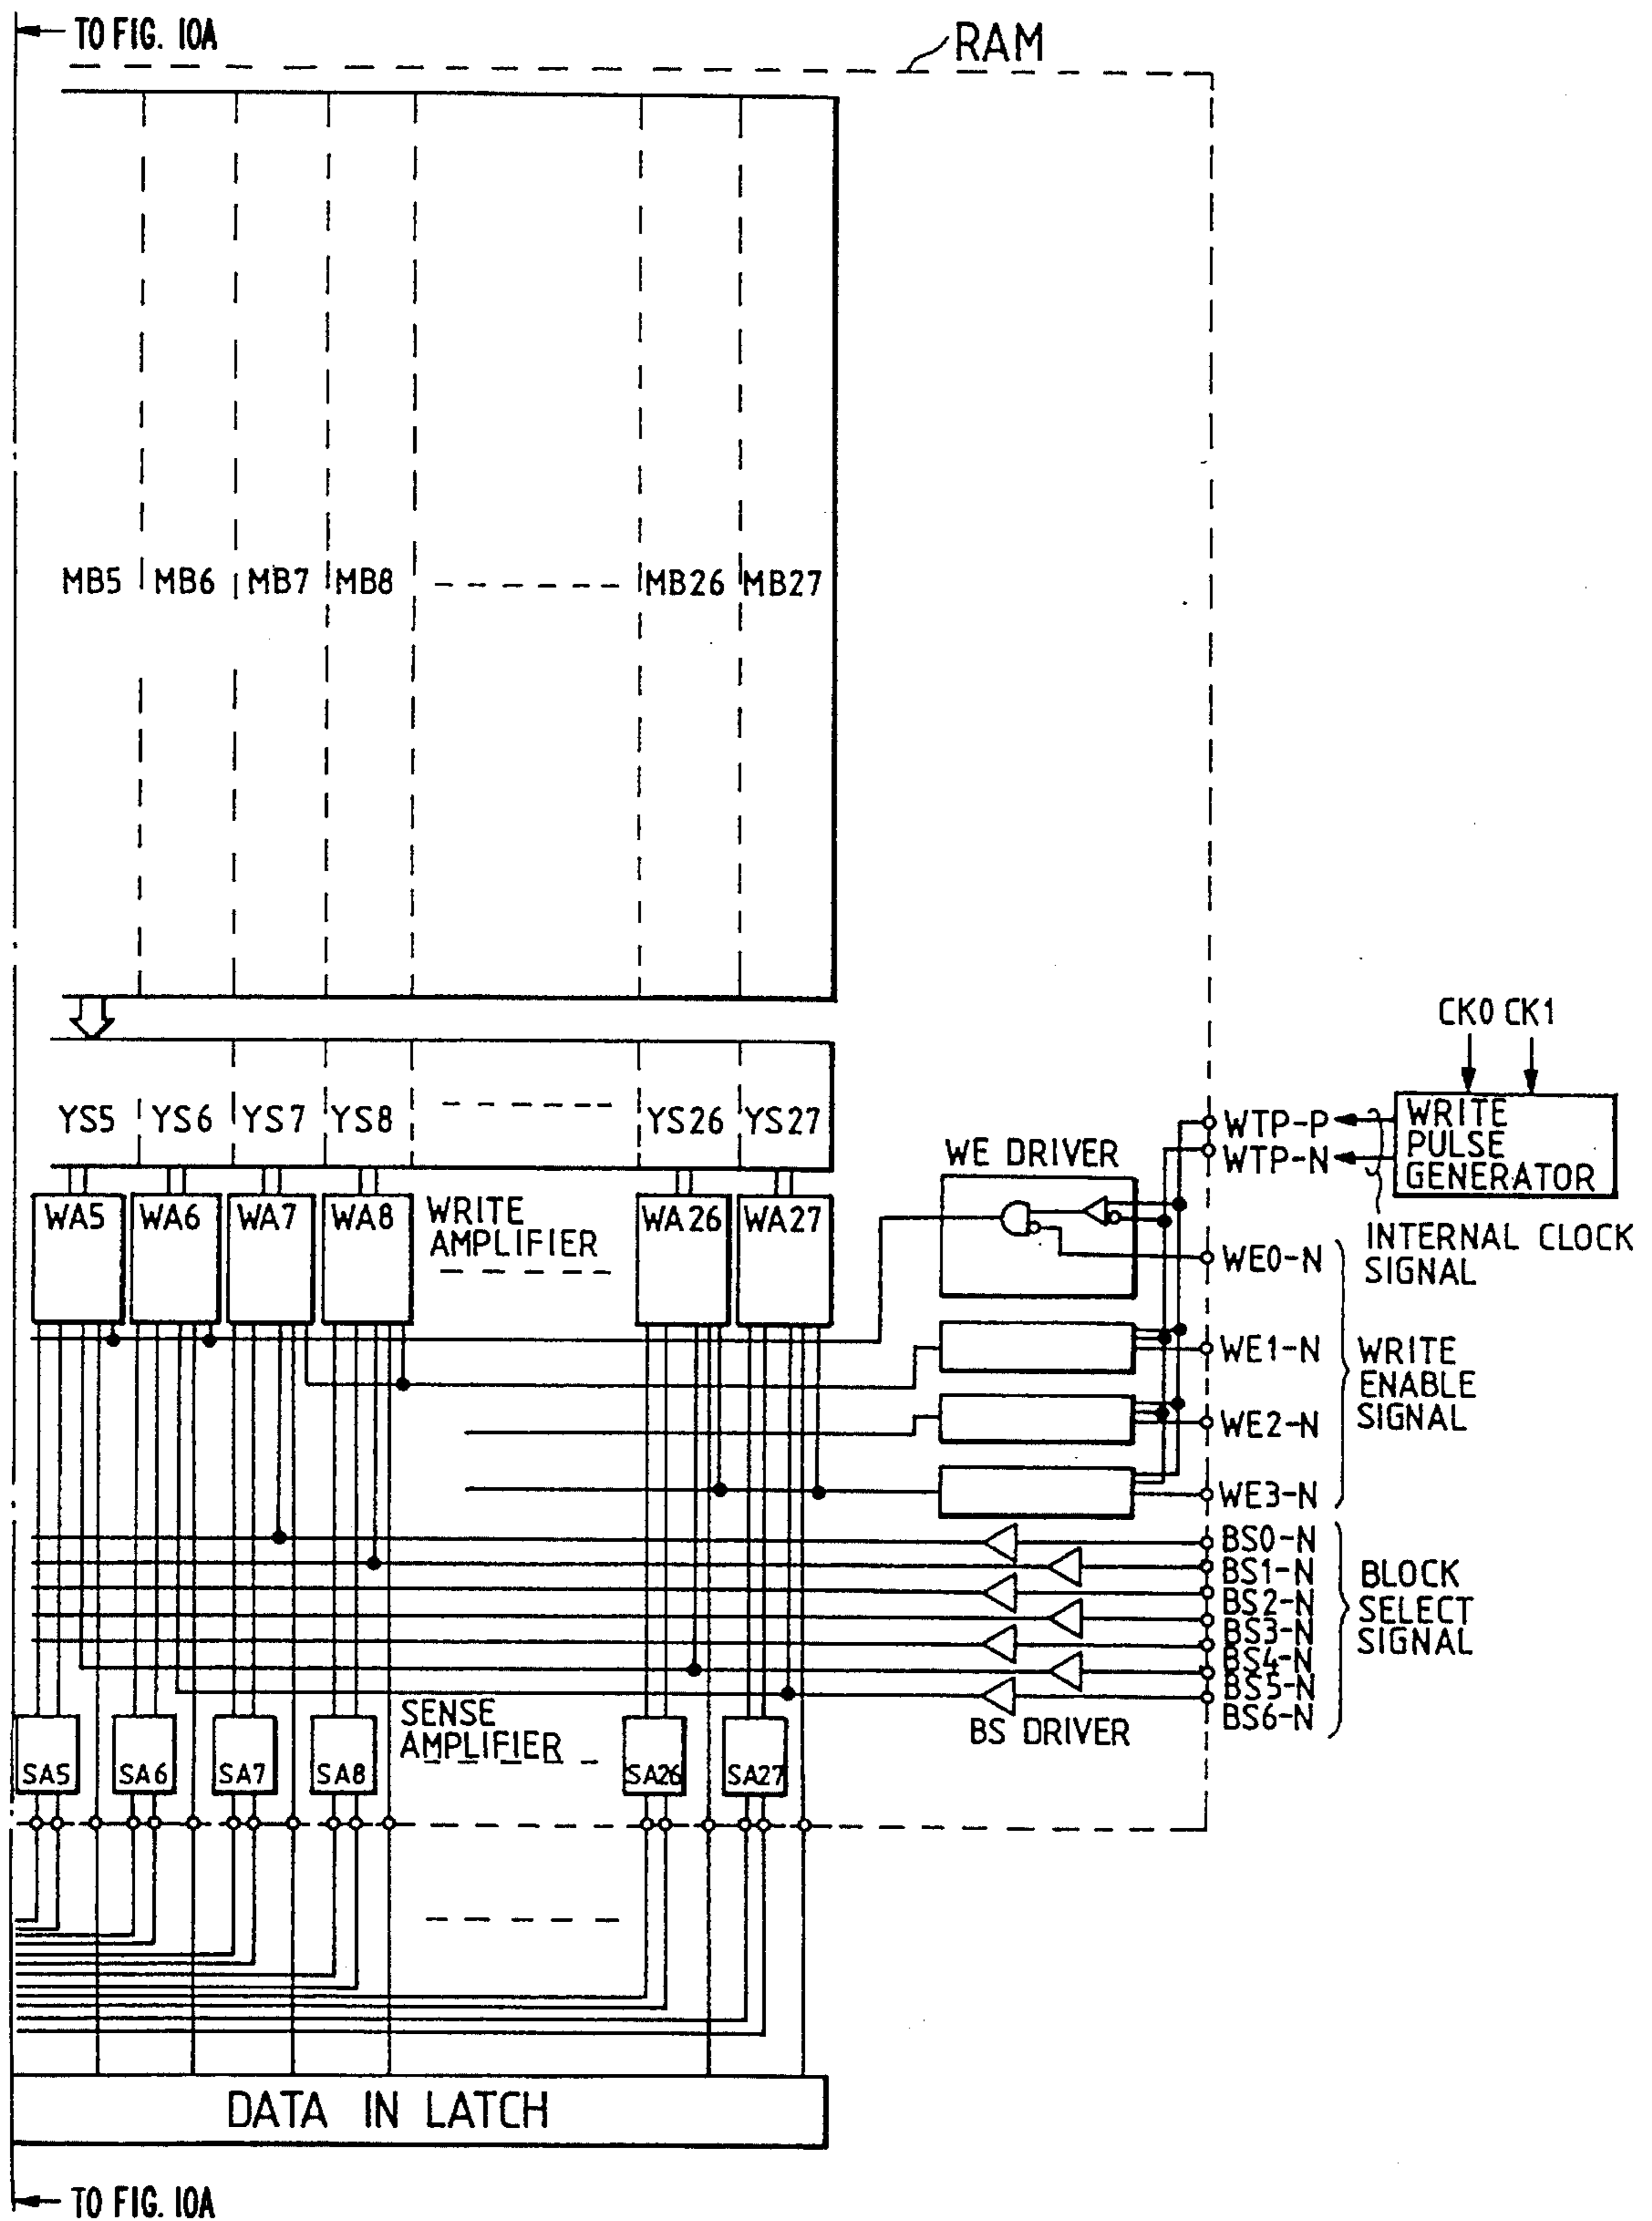 TO FIG. 10A
RAM
MB5 MB6 MB7 MB8 MB26 MB27
CK0 CK1
YS5 YS6 YS7 YS8 YS26 YS27
WTP-P
WTP-N
WRITE
PULSE
GENERATOR
WE DRIVER
WA5 WA6 WA7 WA8
WRITE
AMPLIFIER
WA26 WA27
INTERNAL CLOCK
SIGNAL
WE0-N
WE1-N
WE2-N
WE3-N
WRITE
ENABLE
SIGNAL
BS0-N
BS1-N
BS2-N
BS3-N
BS4-N
BS5-N
BS6-N
BLOCK
SELECT
SIGNAL
BS DRIVER
SENSE
AMPLIFIER
SA5 SA6 SA7 SA8 SA26 SA27
DATA IN LATCH
TO FIG. 10A